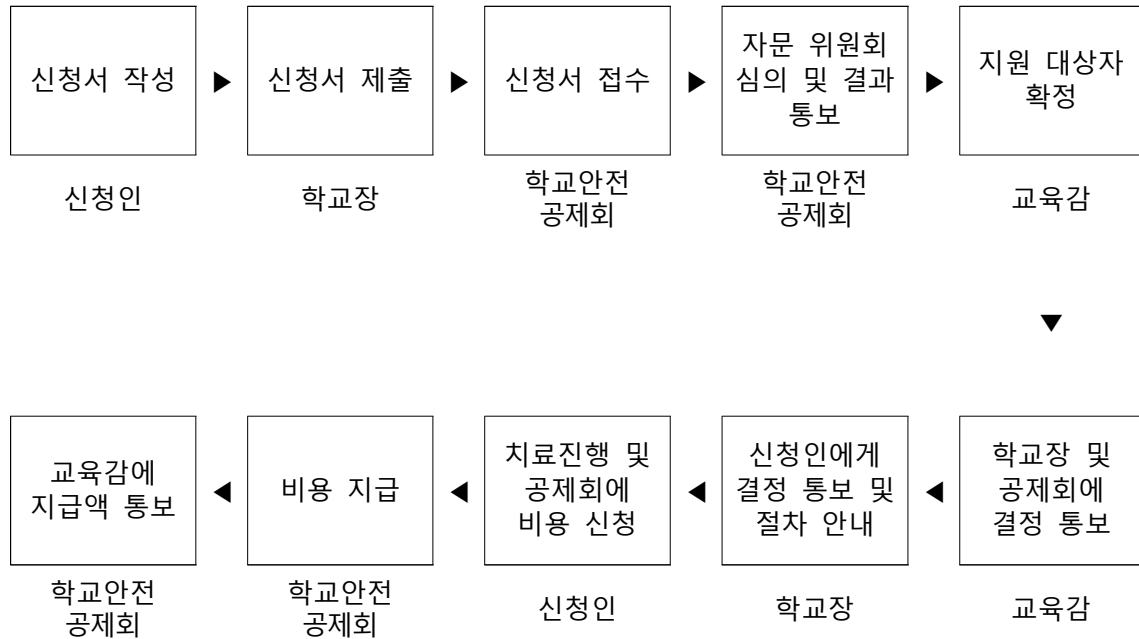 신청서 작성
▶
신청서 제출
▶
신청서 접수
▶
자문 위원회
심의 및 결과
통보
▶
지원 대상자
확정
신청인
학교장
학교안전
공제회
학교안전
공제회
교육감
▼
교육감에
지급액 통보
◀
비용 지급
◀
치료진행 및
공제회에
비용 신청
◀
신청인에게
결정 통보 및
절차 안내
◀
학교장 및
공제회에
결정 통보
학교안전
공제회
학교안전
공제회
신청인
학교장
교육감